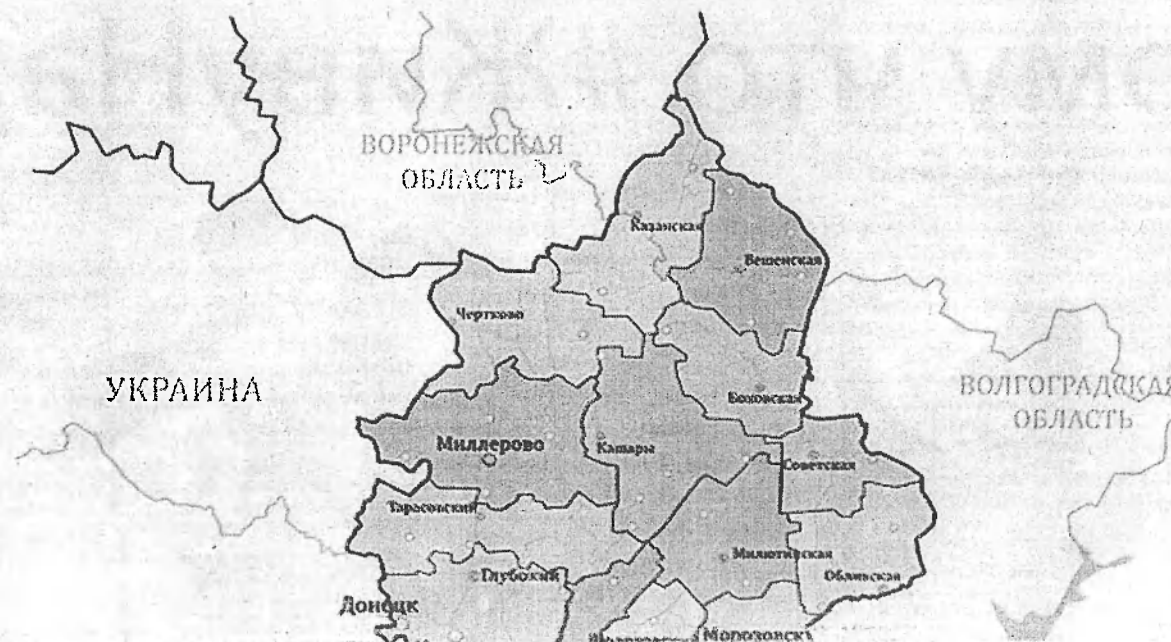 ВОРОНЕЖСКАЯ
ОБЛАСТЬ
Казанская
Вешенская
Чертково
УКРАИНА
Боковская
ВОЛГОГРАДСКАЯ
ОБЛАСТЬ
Миллерово
Кашары
Советская
Тарасовский
Милютинская
Глубокий
Обливская
Донецк
Морозовск